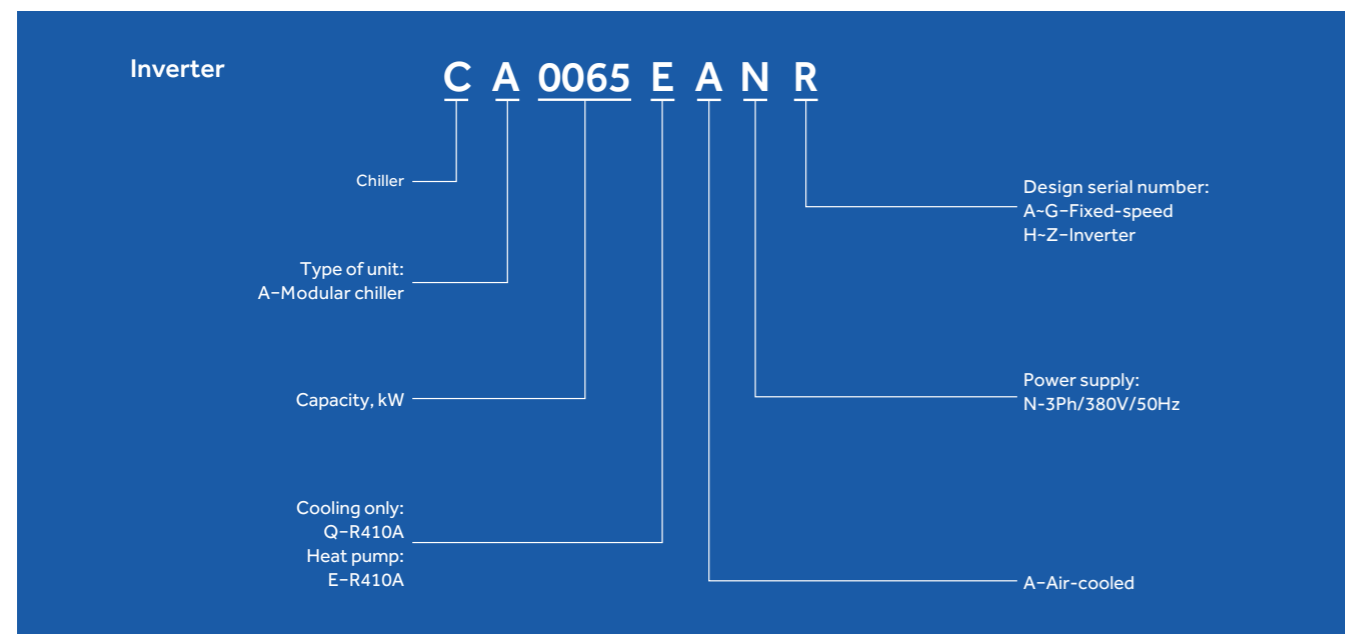 Inverter
C A 0065 E A N R
Chiller
Type of unit:
A–Modular chiller
Capacity, kW
Cooling only:
Q–R410A
Heat pump:
E–R410A
Design serial number:
A~G–Fixed-speed
H~Z–Inverter
Power supply:
N-3Ph/380V/50Hz
A–Air-cooled